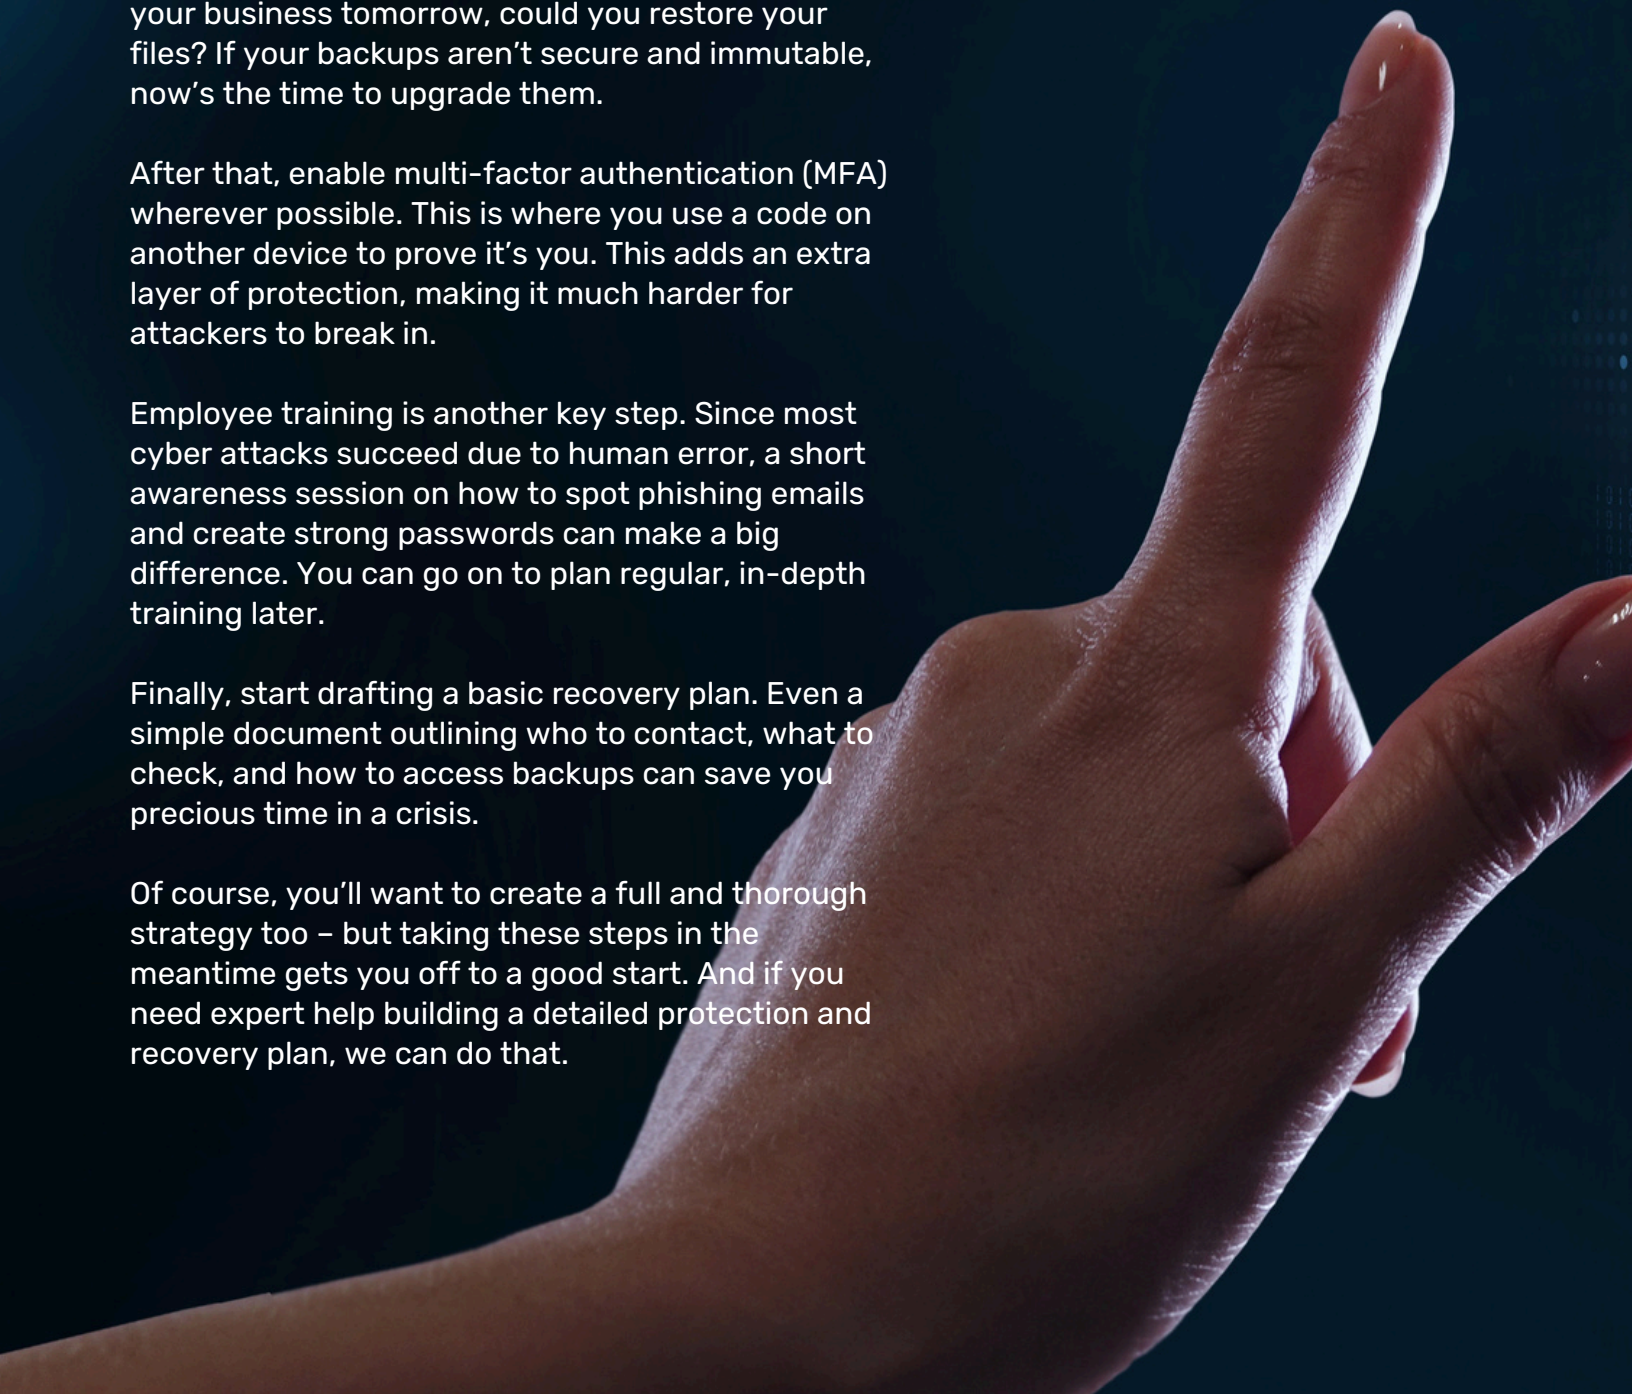 your business tomorrow, could you restore your
files? If your backups aren’t secure and immutable,
now’s the time to upgrade them.
After that, enable multi-factor authentication (MFA)
wherever possible. This is where you use a code on
another device to prove it’s you. This adds an extra
layer of protection, making it much harder for
attackers to break in.
Employee training is another key step. Since most
cyber attacks succeed due to human error, a short
awareness session on how to spot phishing emails
and create strong passwords can make a big
difference. You can go on to plan regular, in-depth
training later.
Finally, start drafting a basic recovery plan. Even a
simple document outlining who to contact, what to
check, and how to access backups can save you
precious time in a crisis.
Of course, you’ll want to create a full and thorough
strategy too – but taking these steps in the
meantime gets you off to a good start. And if you
need expert help building a detailed protection and
recovery plan, we can do that.